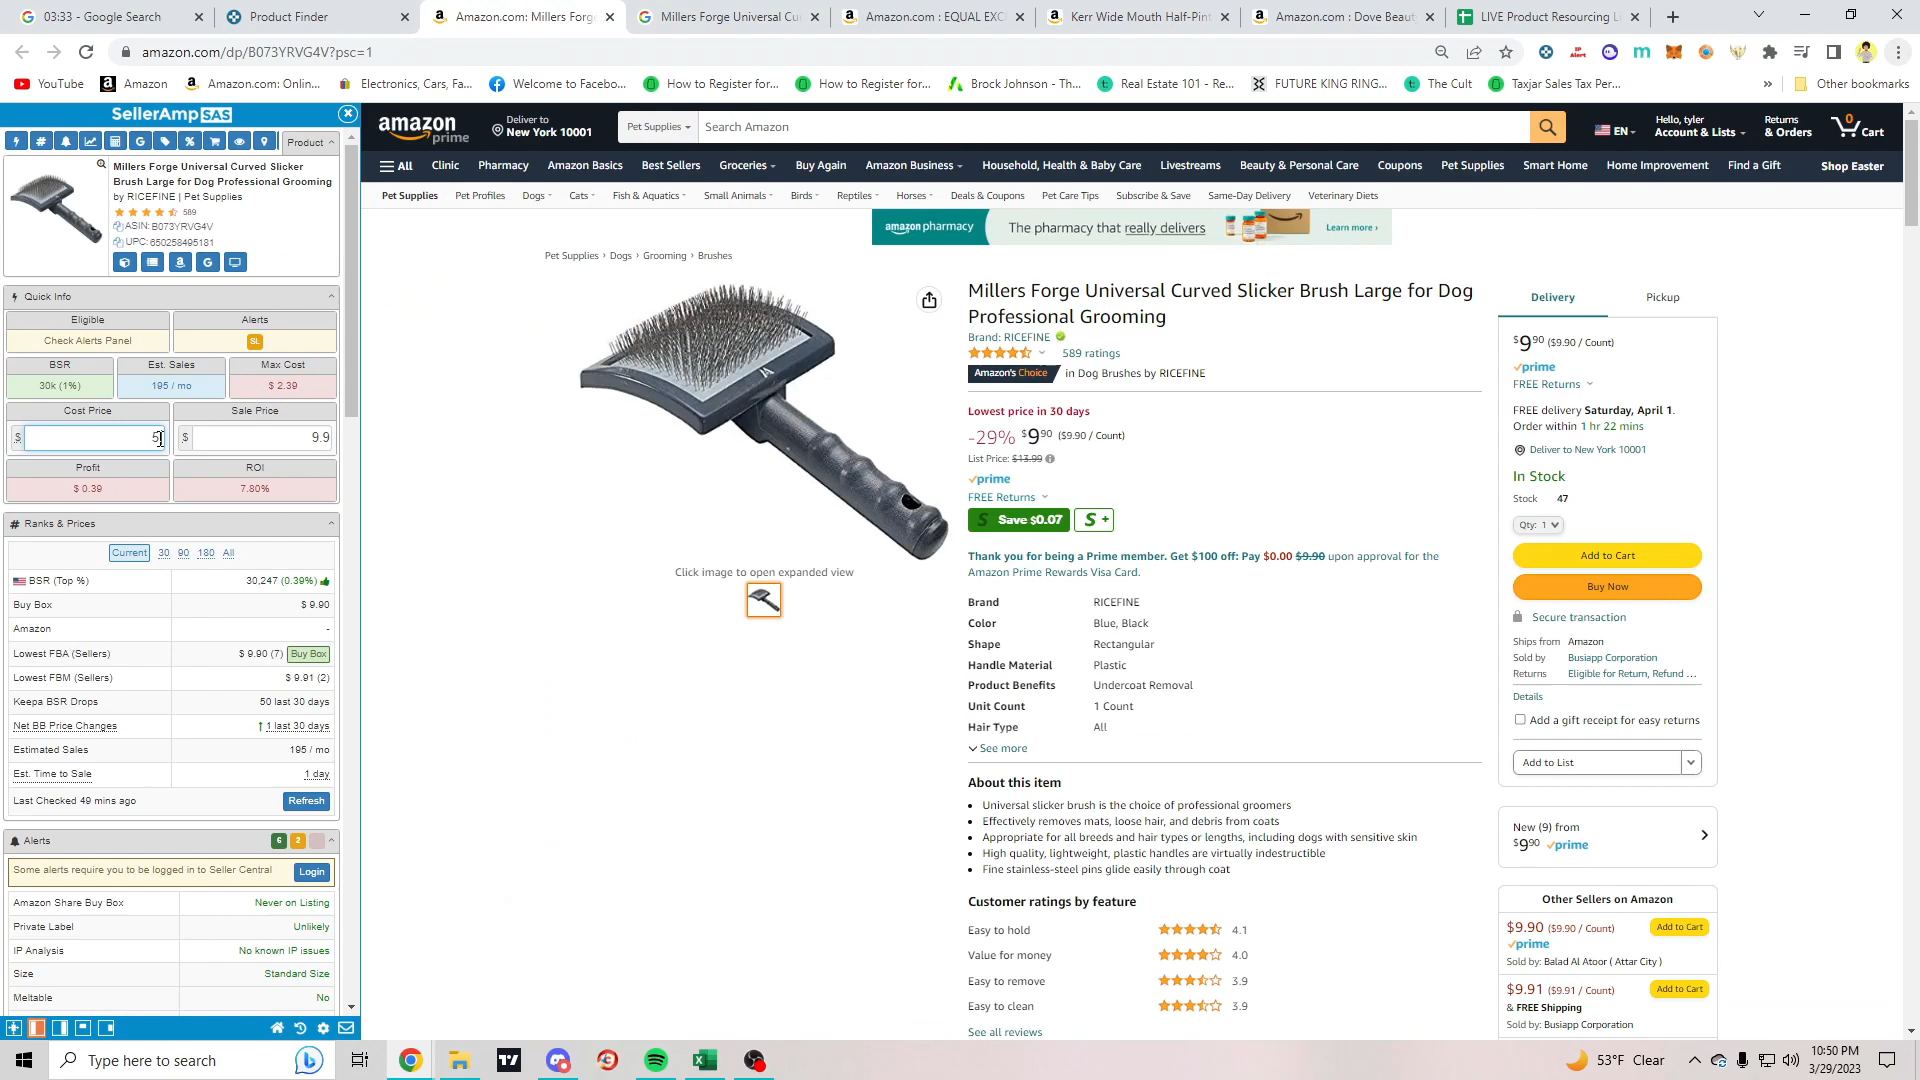 03:33 - Google Search
Product Finder
Amazon.com: Millers Forg
Millers Forge Universal Cu
Amazon.com : EQUAL EXC
Kerr Wide Mouth Half-Pint
Amazon.com : Dove Beaut
LIVE Product Resourcing L
amazon.com/dp/B073YRVG4V?psc=1
YouTube
Amazon
Amazon.com: Onlin...
Electronics, Cars, Fa...
Welcome to Facebo...
How to Register for...
How to Register for...
Brock Johnson - Th...
Real Estate 101 - Re...
FUTURE KING RING...
The Cult
Taxjar Sales Tax Per...
»
Other bookmarks
SellerAmp SAS
Product
Millers Forge Universal Curved Slicker
Brush Large for Dog Professional Grooming
by RICEFINE | Pet Supplies
589
ASIN: B073YRVG4V
UPC: 650258495181
Quick Info
Eligible
Alerts
Check Alerts Panel
SL
BSR
Est. Sales
Max Cost
30k (1%)
195 / mo
$ 2.39
Cost Price
Sale Price
$ 5
$ 9.9
Profit
ROI
$ 0.39
7.80%
# Ranks & Prices
Current 30 90 180 All
BSR (Top %) 30,247 (0.39%)
Buy Box $ 9.90
Amazon -
Lowest FBA (Sellers) $ 9.90 (7) Buy Box
Lowest FBM (Sellers) $ 9.91 (2)
Keepa BSR Drops 50 last 30 days
Net BB Price Changes ↑ 1 last 30 days
Estimated Sales 195 / mo
Est. Time to Sale 1 day
Last Checked 49 mins ago Refresh
Alerts 6 2
Some alerts require you to be logged in to Seller Central Login
Amazon Share Buy Box Never on Listing
Private Label Unlikely
IP Analysis No known IP issues
Size Standard Size
Meltable No
amazon prime
Deliver to
New York 10001
Pet Supplies
Search Amazon
EN
Hello, tyler
Account & Lists
Returns
& Orders
0
Cart
All
Clinic
Pharmacy
Amazon Basics
Best Sellers
Groceries
Buy Again
Amazon Business
Household, Health & Baby Care
Livestreams
Beauty & Personal Care
Coupons
Pet Supplies
Smart Home
Home Improvement
Find a Gift
Shop Easter
Pet Supplies
Pet Profiles
Dogs
Cats
Fish & Aquatics
Small Animals
Birds
Reptiles
Horses
Deals & Coupons
Pet Care Tips
Subscribe & Save
Same-Day Delivery
Veterinary Diets
amazon pharmacy
The pharmacy that really delivers
Learn more ›
Pet Supplies › Dogs › Grooming › Brushes
Click image to open expanded view
Millers Forge Universal Curved Slicker Brush Large for Dog
Professional Grooming
Brand: RICEFINE
589 ratings
Amazon's Choice in Dog Brushes by RICEFINE
Lowest price in 30 days
-29% $9⁹⁰ ($9.90 / Count)
List Price: $13.99
prime
FREE Returns
S Save $0.07
S +
Thank you for being a Prime member. Get $100 off: Pay $0.00 $9.90 upon approval for the
Amazon Prime Rewards Visa Card.
Brand RICEFINE
Color Blue, Black
Shape Rectangular
Handle Material Plastic
Product Benefits Undercoat Removal
Unit Count 1 Count
Hair Type All
See more
About this item
• Universal slicker brush is the choice of professional groomers
• Effectively removes mats, loose hair, and debris from coats
• Appropriate for all breeds and hair types or lengths, including dogs with sensitive skin
• High quality, lightweight, plastic handles are virtually indestructible
• Fine stainless-steel pins glide easily through coat
Customer ratings by feature
Easy to hold 4.1
Value for money 4.0
Easy to remove 3.9
Easy to clean 3.9
See all reviews
Delivery
Pickup
$9⁹⁰ ($9.90 / Count)
prime
FREE Returns
FREE delivery Saturday, April 1.
Order within 1 hr 22 mins
Deliver to New York 10001
In Stock
Stock 47
Qty: 1
Add to Cart
Buy Now
Secure transaction
Ships from Amazon
Sold by Busiapp Corporation
Returns Eligible for Return, Refund ...
Details
Add a gift receipt for easy returns
Add to List
New (9) from
$9⁹⁰ prime
Other Sellers on Amazon
$9.90 ($9.90 / Count) Add to Cart
prime
Sold by: Balad Al Atoor ( Attar City )
$9.91 ($9.91 / Count) Add to Cart
& FREE Shipping
Sold by: Busiapp Corporation
Type here to search
53°F Clear
10:50 PM
3/29/2023